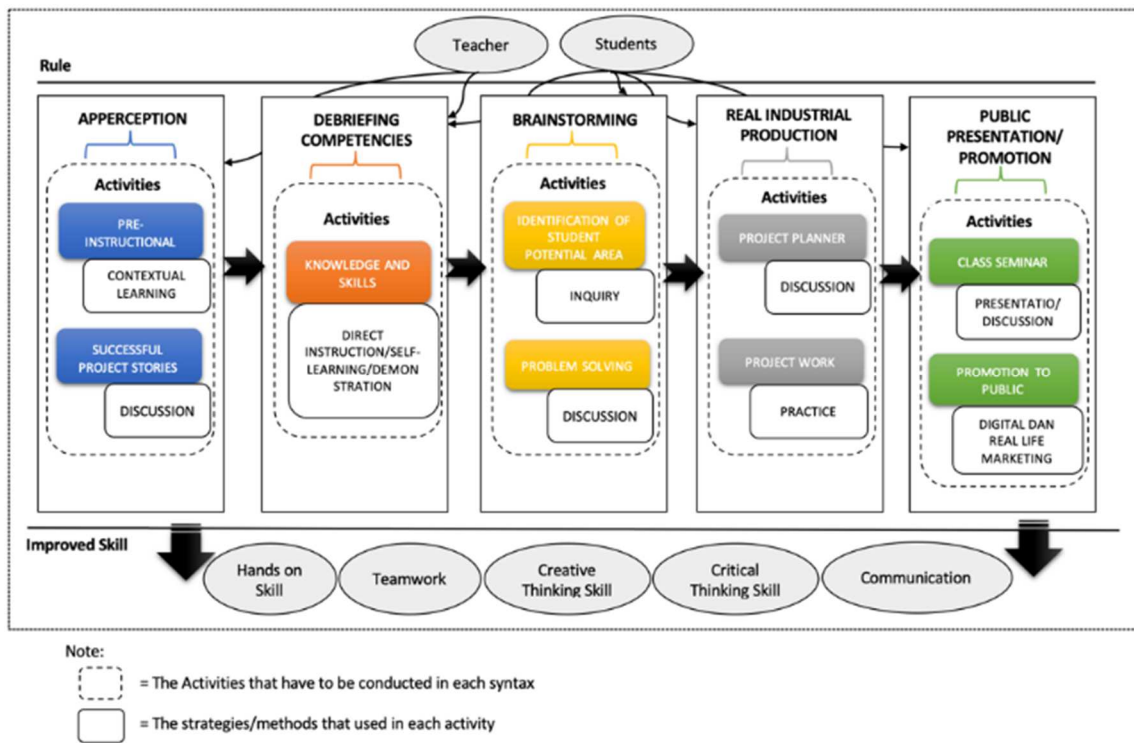 Teacher
Students
Rule
APPERCEPTION
Activities
PRE-
INSTRUCTIONAL
CONTEXTUAL
LEARNING
SUCCESSFUL
PROJECT STORIES
DISCUSSION
DEBRIEFING
COMPETENCIES
Activities
KNOWLEDGE AND
SKILLS
DIRECT
INSTRUCTION/SELF-
LEARNING/DEMON
STRATION
BRAINSTORMING
Activities
IDENTIFICATION OF
STUDENT
POTENTIAL AREA
INQUIRY
PROBLEM SOLVING
DISCUSSION
REAL INDUSTRIAL
PRODUCTION
Activities
PROJECT PLANNER
DISCUSSION
PROJECT WORK
PRACTICE
PUBLIC
PRESENTATION/
PROMOTION
Activities
CLASS SEMINAR
PRESENTATIO/
DISCUSSION
PROMOTION TO
PUBLIC
DIGITAL DAN
REAL LIFE
MARKETING
Improved Skill
Hands on
Skill
Teamwork
Creative
Thinking Skill
Critical
Thinking Skill
Communication
Note:
= The Activities that have to be conducted in each syntax
= The strategies/methods that used in each activity